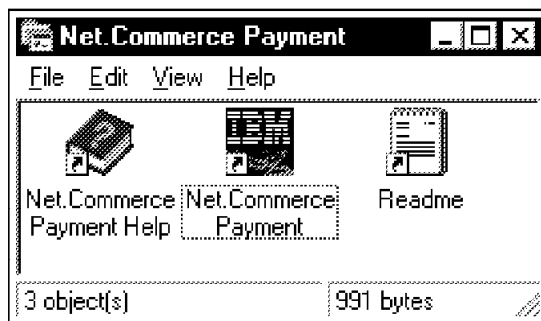 Net.Commerce Payment
File Edit View Help
IBM
Net.Commerce Payment Help
Net.Commerce Payment
Readme
3 object(s)
991 bytes